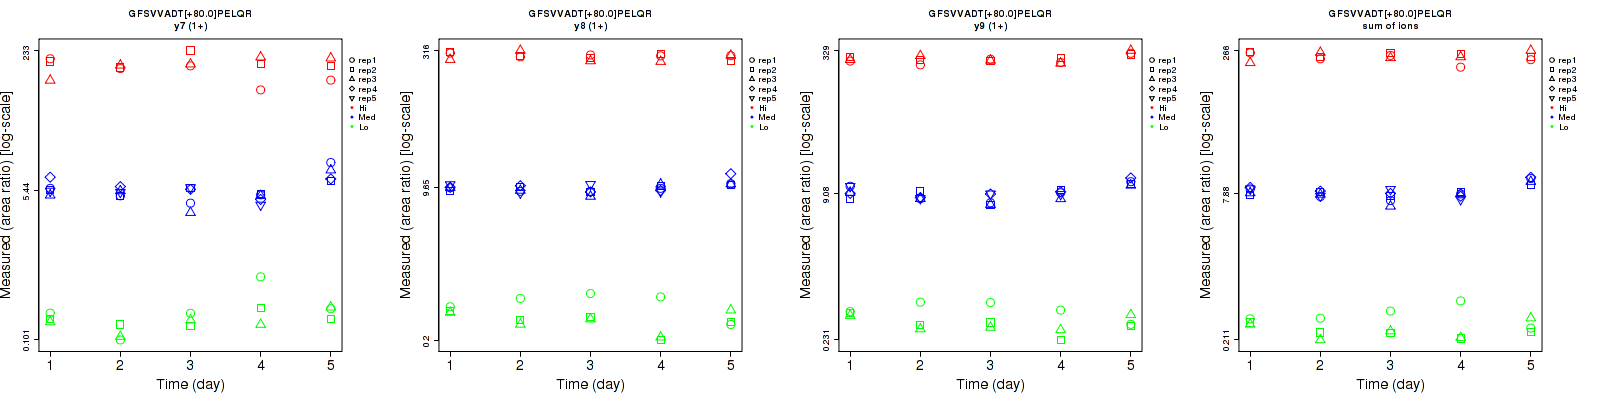 GFSVVADT[+80.0]PELQR
y7 (1+)
Measured (area ratio) [log-scale]
233
5.44
0.101
1 2 3 4 5
Time (day)
rep1
rep2
rep3
rep4
rep5
Hi
Med
Lo
GFSVVADT[+80.0]PELQR
y8 (1+)
Measured (area ratio) [log-scale]
316
9.65
0.2
1 2 3 4 5
Time (day)
rep1
rep2
rep3
rep4
rep5
Hi
Med
Lo
GFSVVADT[+80.0]PELQR
y9 (1+)
Measured (area ratio) [log-scale]
329
9.08
0.231
1 2 3 4 5
Time (day)
rep1
rep2
rep3
rep4
rep5
Hi
Med
Lo
GFSVVADT[+80.0]PELQR
sum of ions
Measured (area ratio) [log-scale]
266
7.88
0.21
1 2 3 4 5
Time (day)
rep1
rep2
rep3
rep4
rep5
Hi
Med
Lo